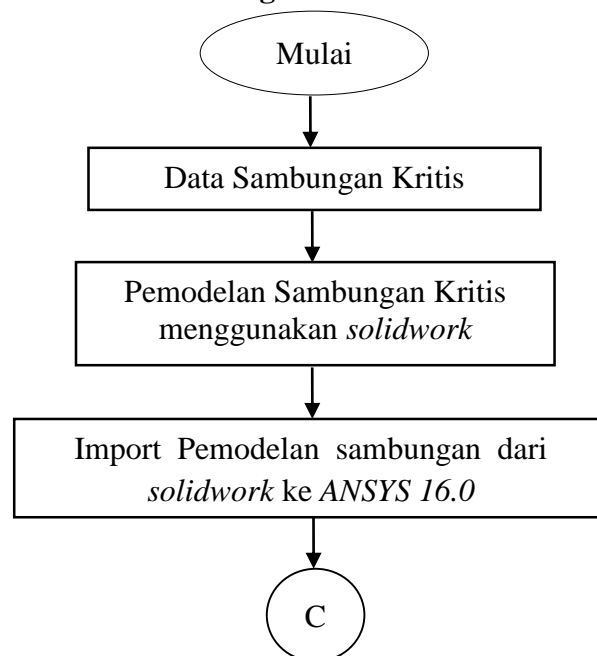 Mulai
Data Sambungan Kritis
Pemodelan Sambungan Kritis
menggunakan solidwork
Import Pemodelan sambungan dari
solidwork ke ANSYS 16.0
C